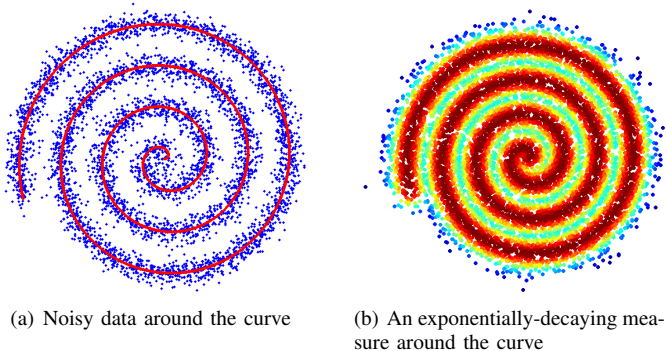 (a) Noisy data around the curve
(b) An exponentially-decaying mea-
sure around the curve